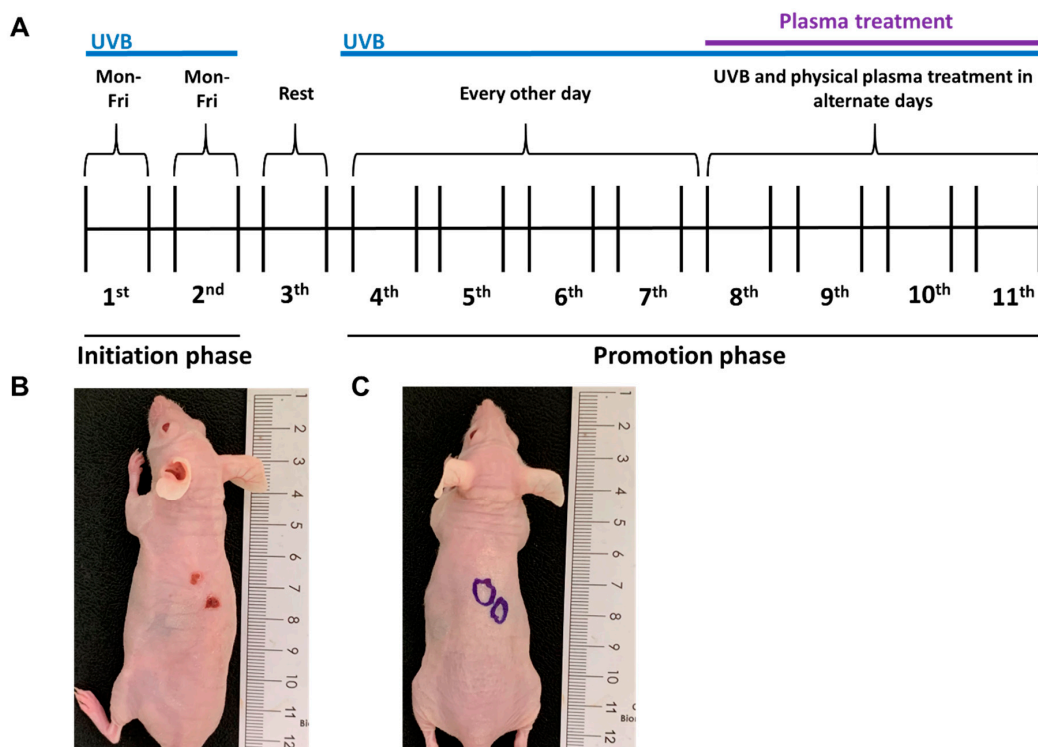 A
UVB
UVB
Plasma treatment
Mon-
Fri
Mon-
Fri
Rest
Every other day
UVB and physical plasma treatment in
alternate days
1st
2nd
3th
4th
5th
6th
7th
8th
9th
10th
11th
Initiation phase
Promotion phase
B
C
1
2
3
4
5
6
7
8
9
10
11
12
1
2
3
4
5
6
7
8
9
10
11
12